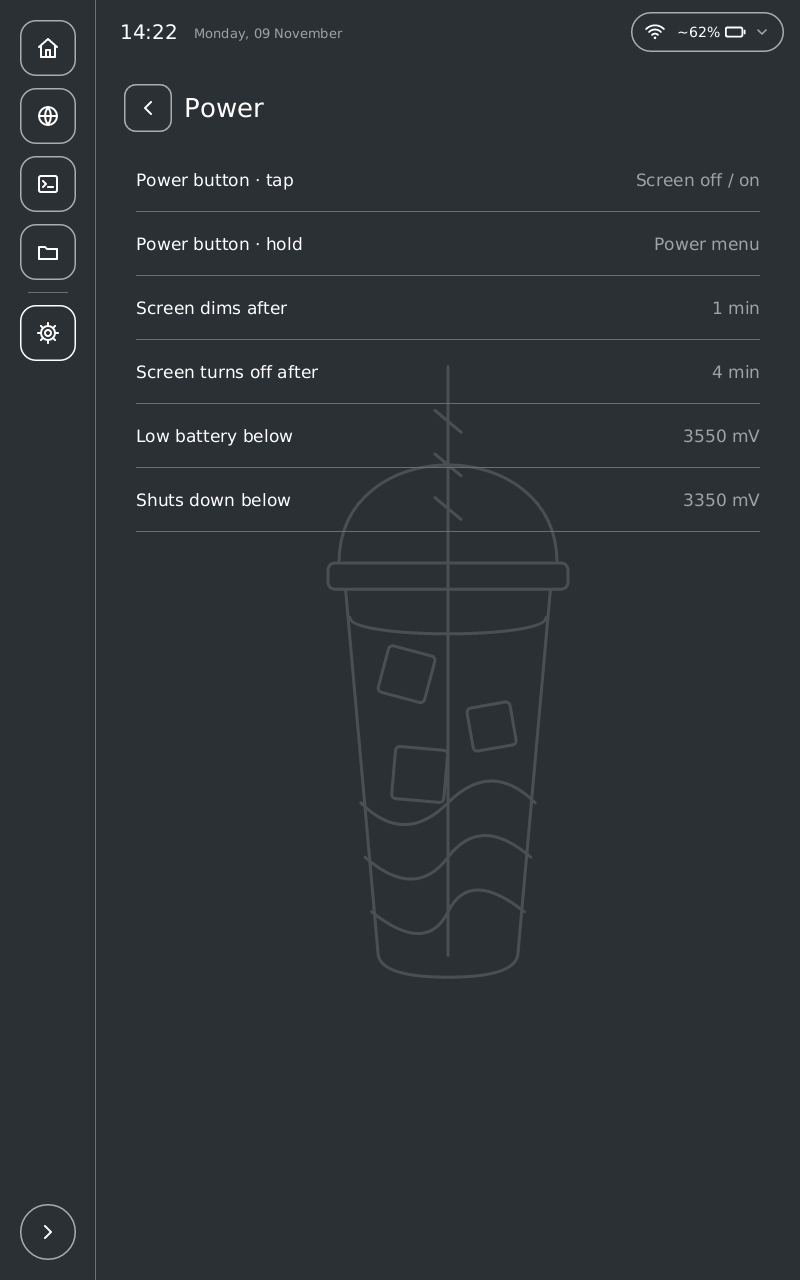 14:22 Monday, 09 November ~62%
Power
Power button · tap Screen off / on
Power button · hold Power menu
Screen dims after 1 min
Screen turns off after 4 min
Low battery below 3550 mV
Shuts down below 3350 mV